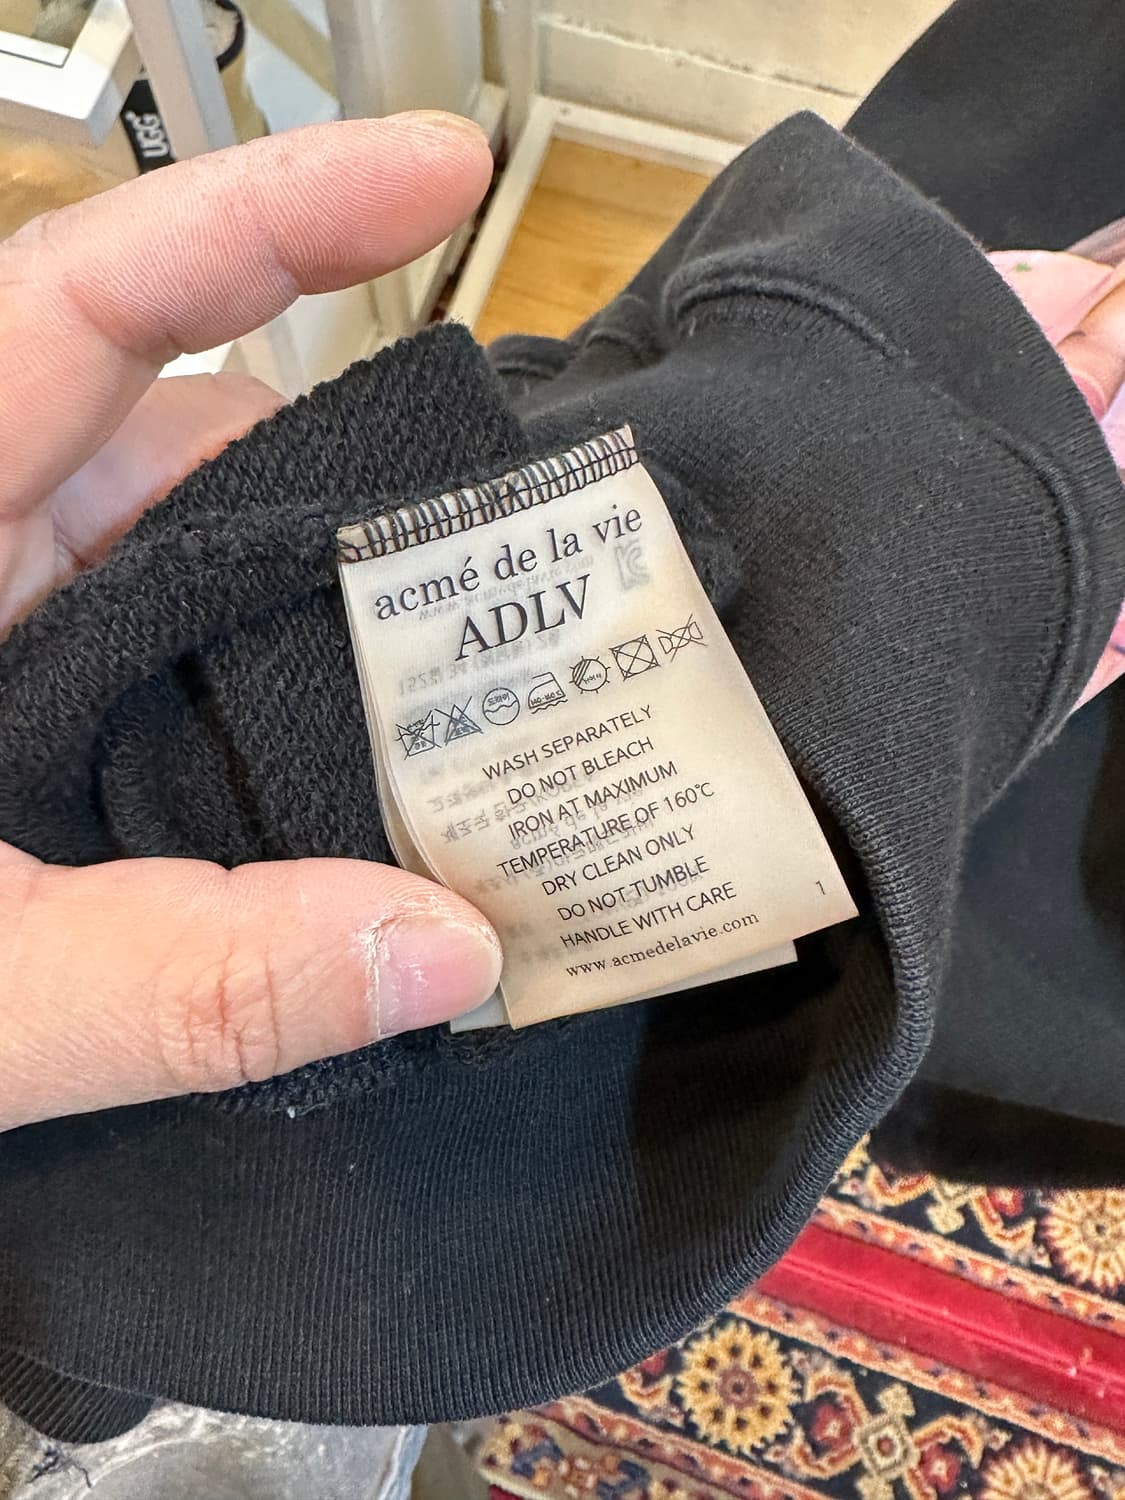 UGG
acmé de la vie
ADLV
WASH SEPARATELY
DO NOT BLEACH
IRON AT MAXIMUM
TEMPERATURE OF 160℃
DRY CLEAN ONLY
DO NOT TUMBLE
HANDLE WITH CARE
www.acmedelavie.com
1